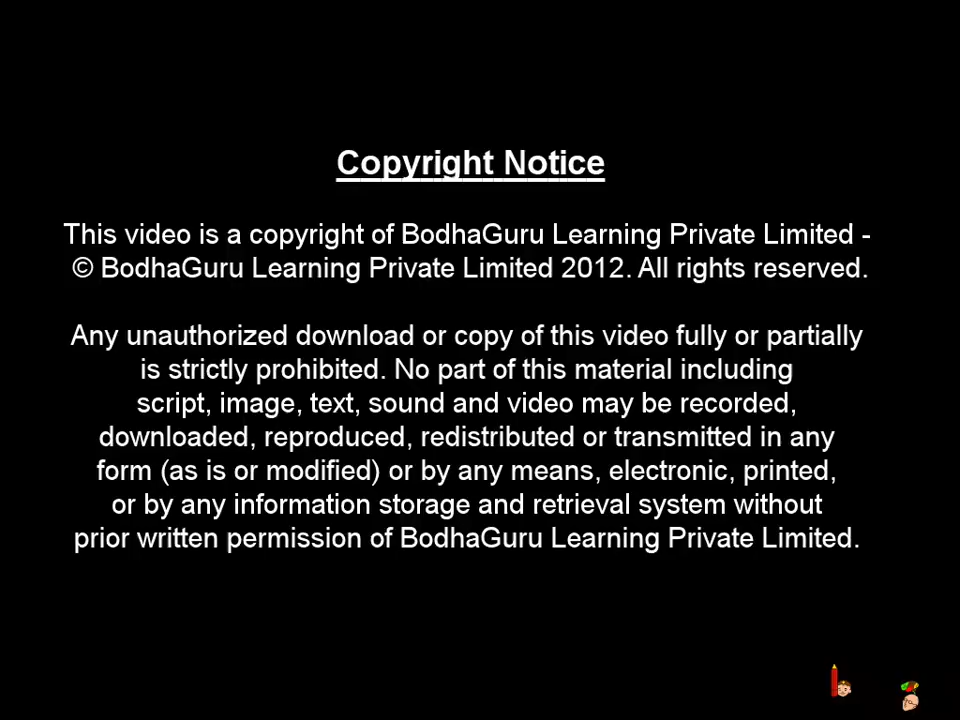 Copyright Notice
This video is a copyright of BodhaGuru Learning Private Limited -
© BodhaGuru Learning Private Limited 2012. All rights reserved.
Any unauthorized download or copy of this video fully or partially
is strictly prohibited. No part of this material including
script, image, text, sound and video may be recorded,
downloaded, reproduced, redistributed or transmitted in any
form (as is or modified) or by any means, electronic, printed,
or by any information storage and retrieval system without
prior written permission of BodhaGuru Learning Private Limited.